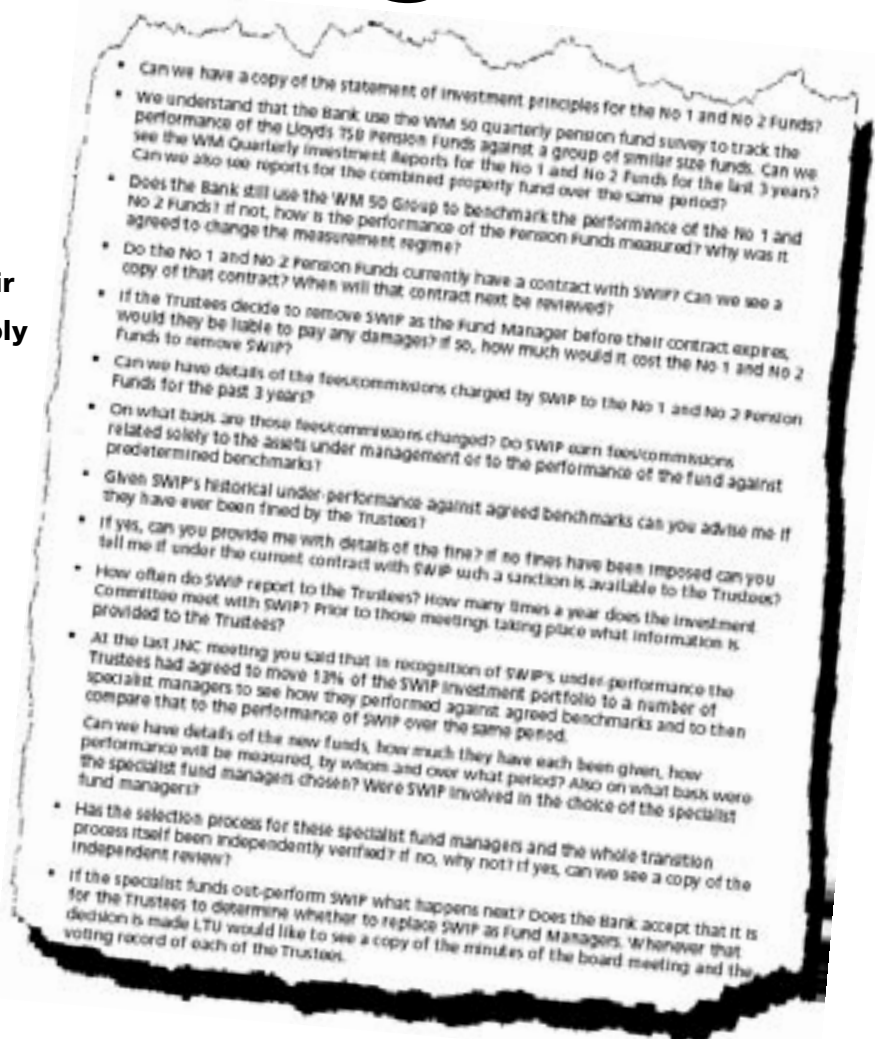 • Can we have a copy of the statement of investment principles for the No 1 and No 2 Funds?
• We understand that the Bank use the WM 50 quarterly pension fund survey to track the
performance of the Lloyds TSB Pension Funds against a group of similar size funds. Can we
see the WM Quarterly Investment Reports for the No 1 and No 2 Funds for the last 3 years?
Can we also see reports for the combined property fund over the same period?
• Does the Bank still use the WM 50 Group to benchmark the performance of the No 1 and
No 2 Funds? If not, how is the performance of the Pension Funds measured? Why was it
agreed to change the measurement regime?
• Do the No 1 and No 2 Pension Funds currently have a contract with SWIP? Can we see a
copy of that contract? When will that contract next be reviewed?
ir
• If the Trustees decide to remove SWIP as the Fund Manager before their contract expires,
would they be liable to pay any damages? If so, how much would it cost the No 1 and No 2
Funds to remove SWIP?
ply
• Can we have details of the fees/commissions charged by SWIP to the No 1 and No 2 Pension
Funds for the past 3 years?
• On what basis are those fees/commissions charged? Do SWIP earn fees/commissions
related solely to the assets under management or to the performance of the fund against
predetermined benchmarks?
• Given SWIP's historical under-performance against agreed benchmarks can you advise me if
they have ever been fined by the Trustees?
• If yes, can you provide me with details of the fine? If no fines have been imposed can you
tell me if under the current contract with SWIP such a sanction is available to the Trustees?
• How often do SWIP report to the Trustees? How many times a year does the Investment
Committee meet with SWIP? Prior to those meetings taking place what information is
provided to the Trustees?
• At the last JNC meeting you said that in recognition of SWIP's under-performance the
Trustees had agreed to move 13% of the SWIP investment portfolio to a number of
specialist managers to see how they performed against agreed benchmarks and to then
compare that to the performance of SWIP over the same period.
Can we have details of the new funds, how much they have each been given, how
performance will be measured, by whom and over what period? Also on what basis were
the specialist fund managers chosen? Were SWIP involved in the choice of the specialist
fund managers?
• Has the selection process for these specialist fund managers and the whole transition
process itself been independently verified? If no, why not? If yes, can we see a copy of the
independent review?
• If the specialist funds out-perform SWIP what happens next? Does the Bank accept that it is
for the Trustees to determine whether to replace SWIP as Fund Managers. Whenever that
decision is made LTU would like to see a copy of the minutes of the board meeting and the
voting record of each of the Trustees.